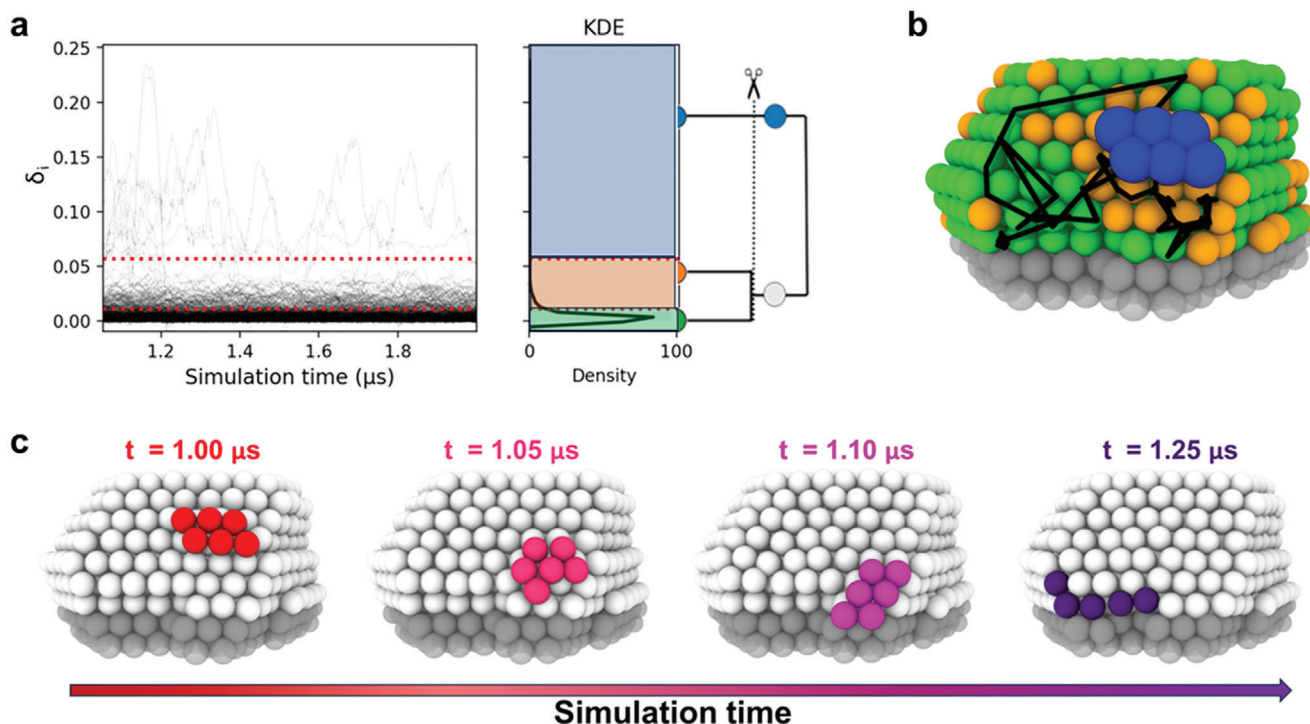 a
KDE
b
0.25
0.20
0.15
0.10
0.05
0.00
δi
1.2 1.4 1.6 1.8
Simulation time (μs)
0 100
Density
c
t = 1.00 μs t = 1.05 μs t = 1.10 μs t = 1.25 μs
Simulation time